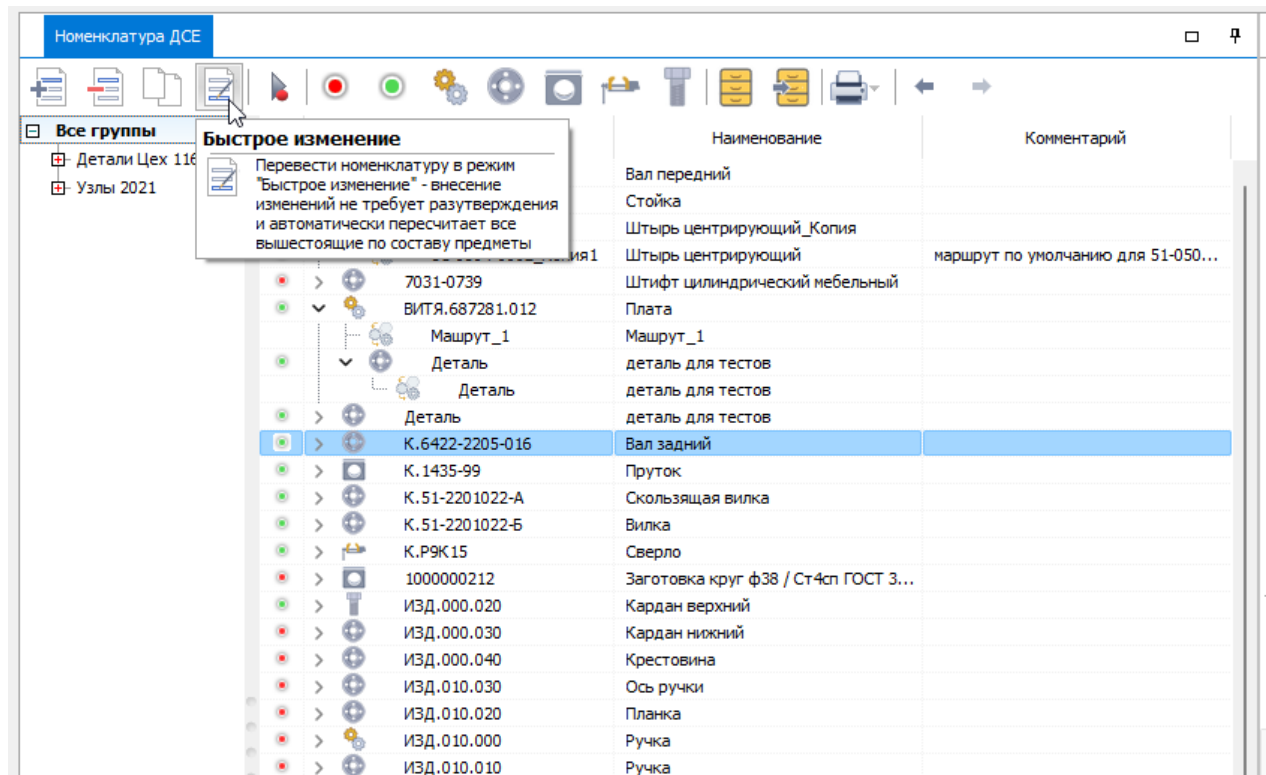 Номенклатура ДСЕ
Все группы
Детали Цех 116
Узлы 2021
Быстрое изменение
Перевести номенклатуру в режим
"Быстрое изменение" - внесение
изменений не требует разутверждения
и автоматически пересчитает все
вышестоящие по составу предметы
Наименование Комментарий
Вал передний
Стойка
Штырь центрирующий_Копия
Штырь центрирующий маршрут по умолчанию для 51-050...
7031-0739 Штифт цилиндрический мебельный
ВИТЯ.687281.012 Плата
Машрут_1 Машрут_1
Деталь деталь для тестов
Деталь деталь для тестов
Деталь деталь для тестов
К.6422-2205-016 Вал задний
К.1435-99 Пруток
К.51-2201022-А Скользящая вилка
К.51-2201022-Б Вилка
К.Р9К15 Сверло
1000000212 Заготовка круг ф38 / Ст4сп ГОСТ 3...
ИЗД.000.020 Кардан верхний
ИЗД.000.030 Кардан нижний
ИЗД.000.040 Крестовина
ИЗД.010.030 Ось ручки
ИЗД.010.020 Планка
ИЗД.010.000 Ручка
ИЗД.010.010 Ручка